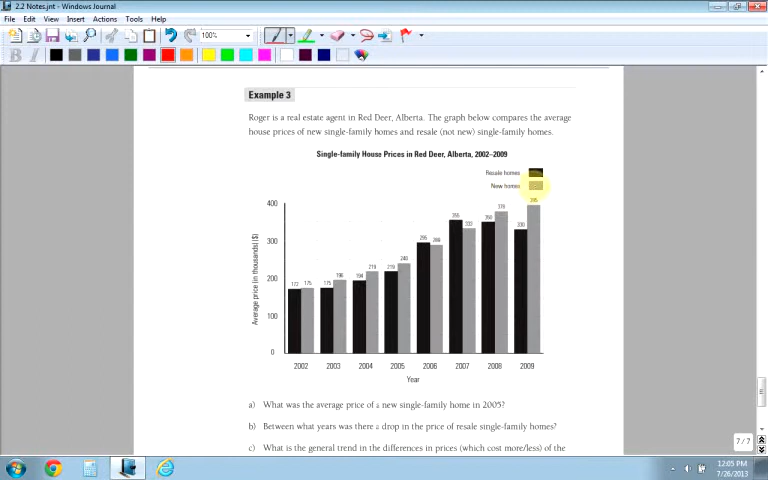 2.2 Notes.jnt - Windows Journal
File Edit View Insert Actions Tools Help
100%
B I
Example 3
Roger is a real estate agent in Red Deer, Alberta. The graph below compares the average
house prices of new single-family homes and resale (not new) single-family homes.
Single-family House Prices in Red Deer, Alberta, 2002–2009
Resale homes
New homes
Average price (in thousands) ($)
400
300
200
100
0
172 175 175 196 194 219 219 240 295 289 355 333 350 378 330 395
2002 2003 2004 2005 2006 2007 2008 2009
Year
a) What was the average price of a new single-family home in 2005?
b) Between what years was there a drop in the price of resale single-family homes?
c) What is the general trend in the differences in prices (which cost more/less) of the
7 / 7
12:05 PM
7/26/2013